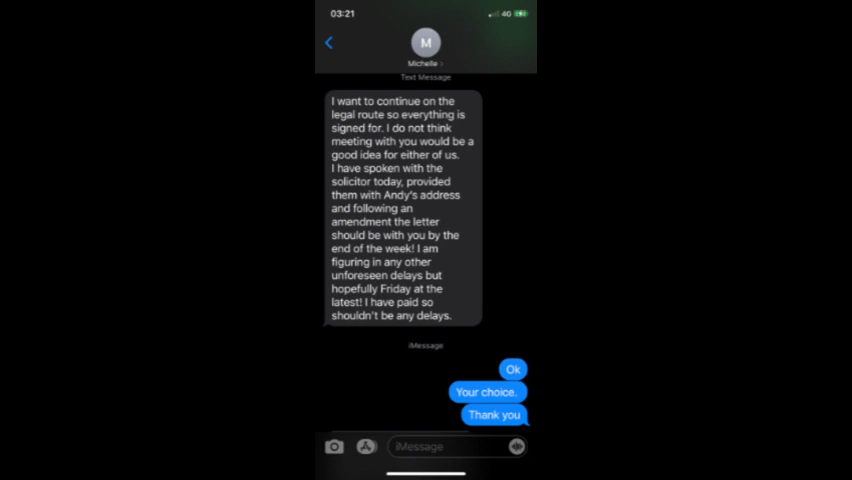 03:21
4G
M
Michelle
Text Message
I want to continue on the
legal route so everything is
signed for. I do not think
meeting with you would be a
good idea for either of us.
I have spoken with the
solicitor today, provided
them with Andy's address
and following an
amendment the letter
should be with you by the
end of the week! I am
figuring in any other
unforeseen delays but
hopefully Friday at the
latest! I have paid so
shouldn't be any delays.
iMessage
Ok
Your choice.
Thank you
iMessage